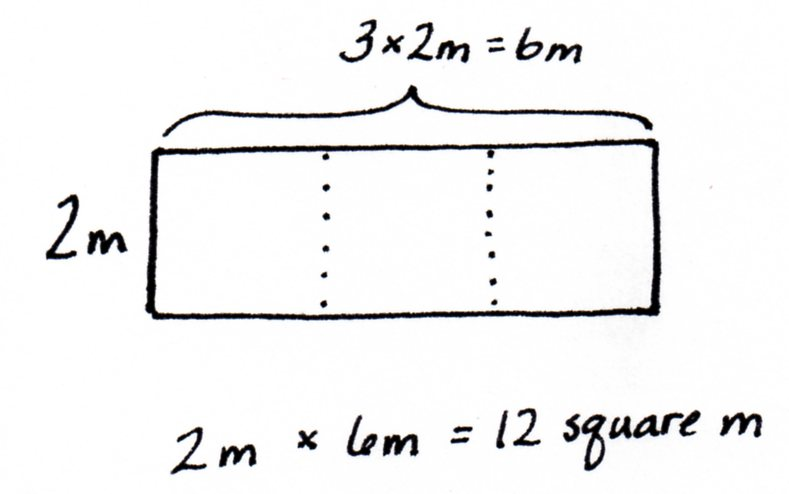 3×2m = 6m
2m
2m × 6m = 12 square m